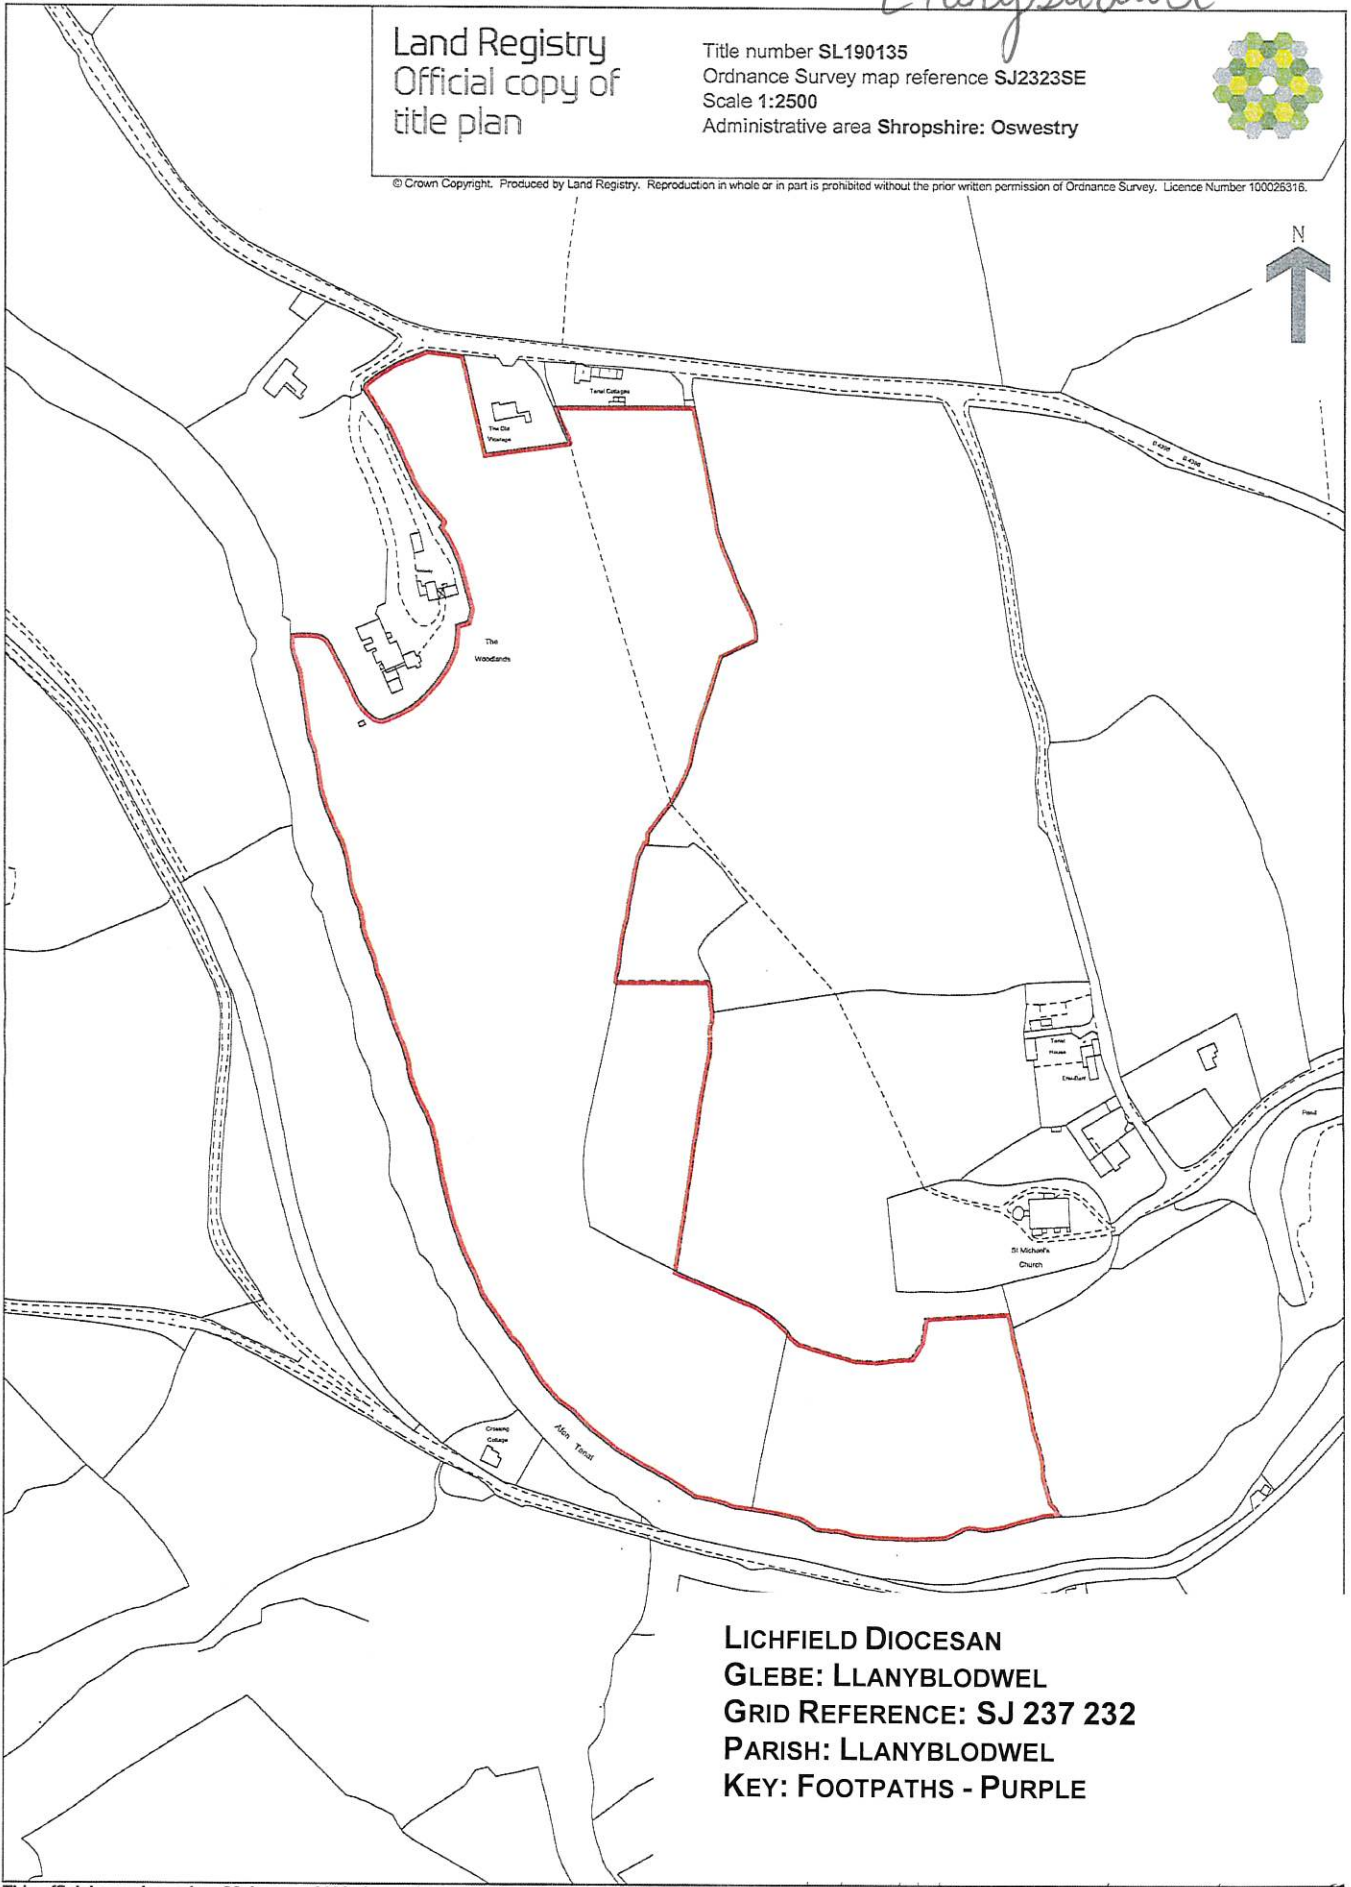 Land Registry
Official copy of
title plan
Title number SL190135
Ordnance Survey map reference SJ2323SE
Scale 1:2500
Administrative area Shropshire: Oswestry
© Crown Copyright. Produced by Land Registry. Reproduction in whole or in part is prohibited without the prior written permission of Ordnance Survey. Licence Number 100026316.
N
Tanat Cottages
The Old
Vicarage
B 4396
B 4396
The
Woodlands
Tanat
House
Pond
St Michael's
Church
Crossing
Cottage
Afon Tanat
LICHFIELD DIOCESAN
GLEBE: LLANYBLODWEL
GRID REFERENCE: SJ 237 232
PARISH: LLANYBLODWEL
KEY: FOOTPATHS - PURPLE